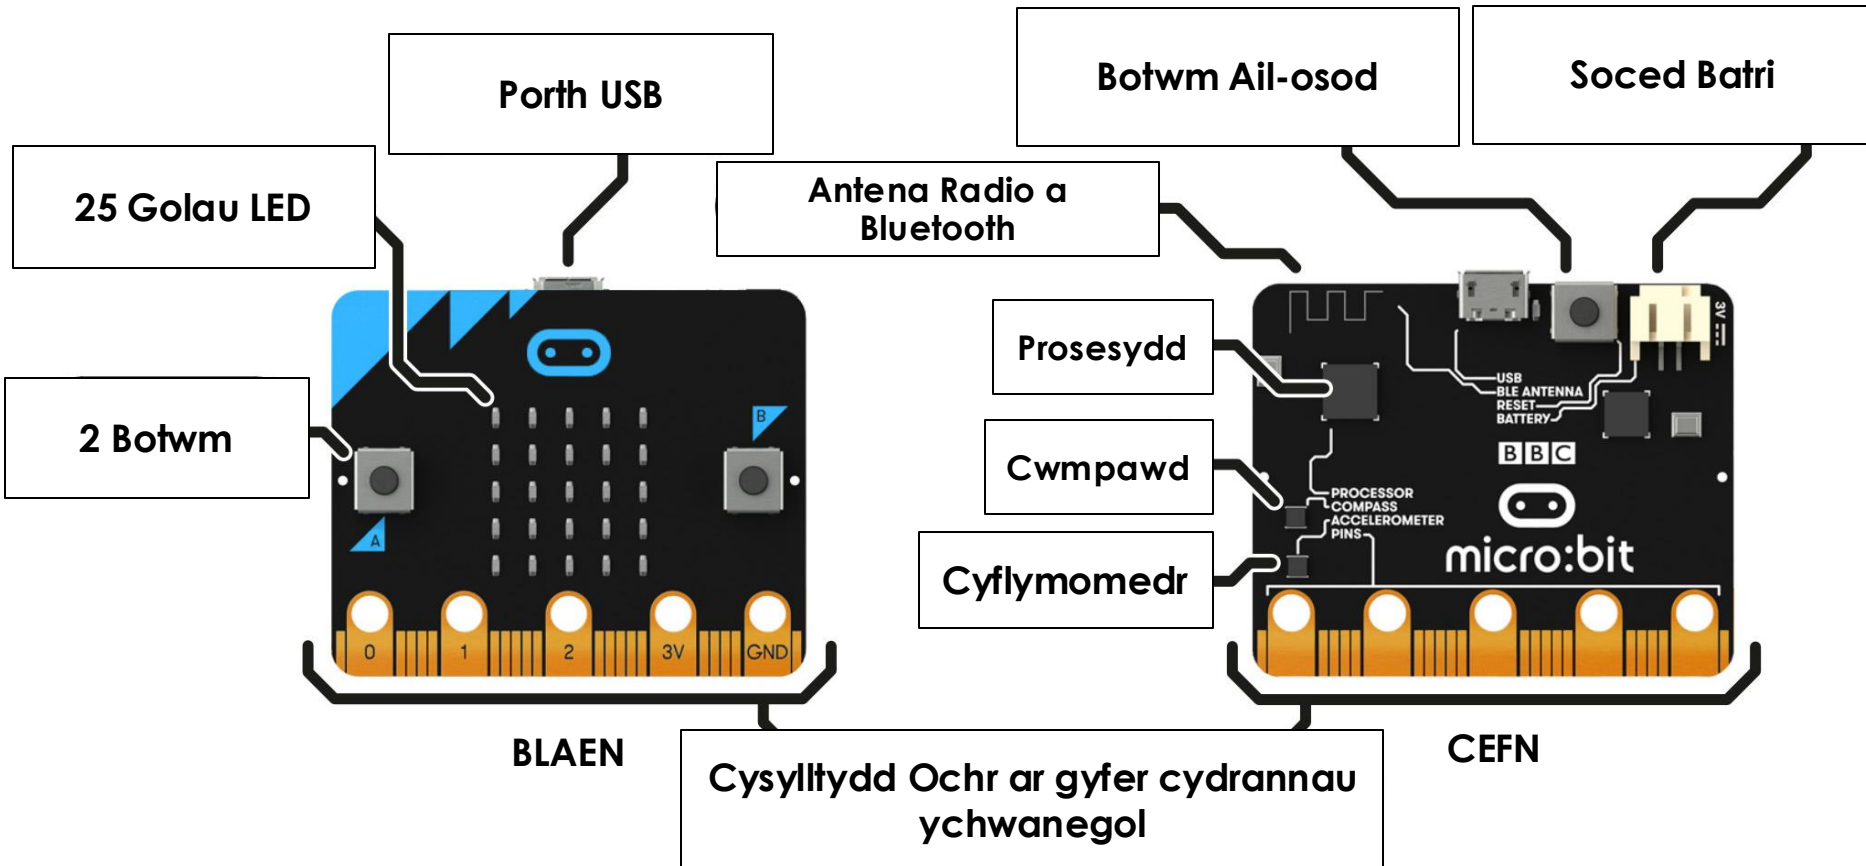 Porth USB
25 Golau LED
2 Botwm
B
A
0
1
2
3V
GND
BLAEN
Botwm Ail-osod
Soced Batri
Antena Radio a
Bluetooth
Prosesydd
Cwmpawd
Cyflymomedr
3V
USB
BLE ANTENNA
RESET
BATTERY
BBC
PROCESSOR
COMPASS
ACCELEROMETER
PINS
micro:bit
CEFN
Cysylltydd Ochr ar gyfer cydrannau
ychwanegol